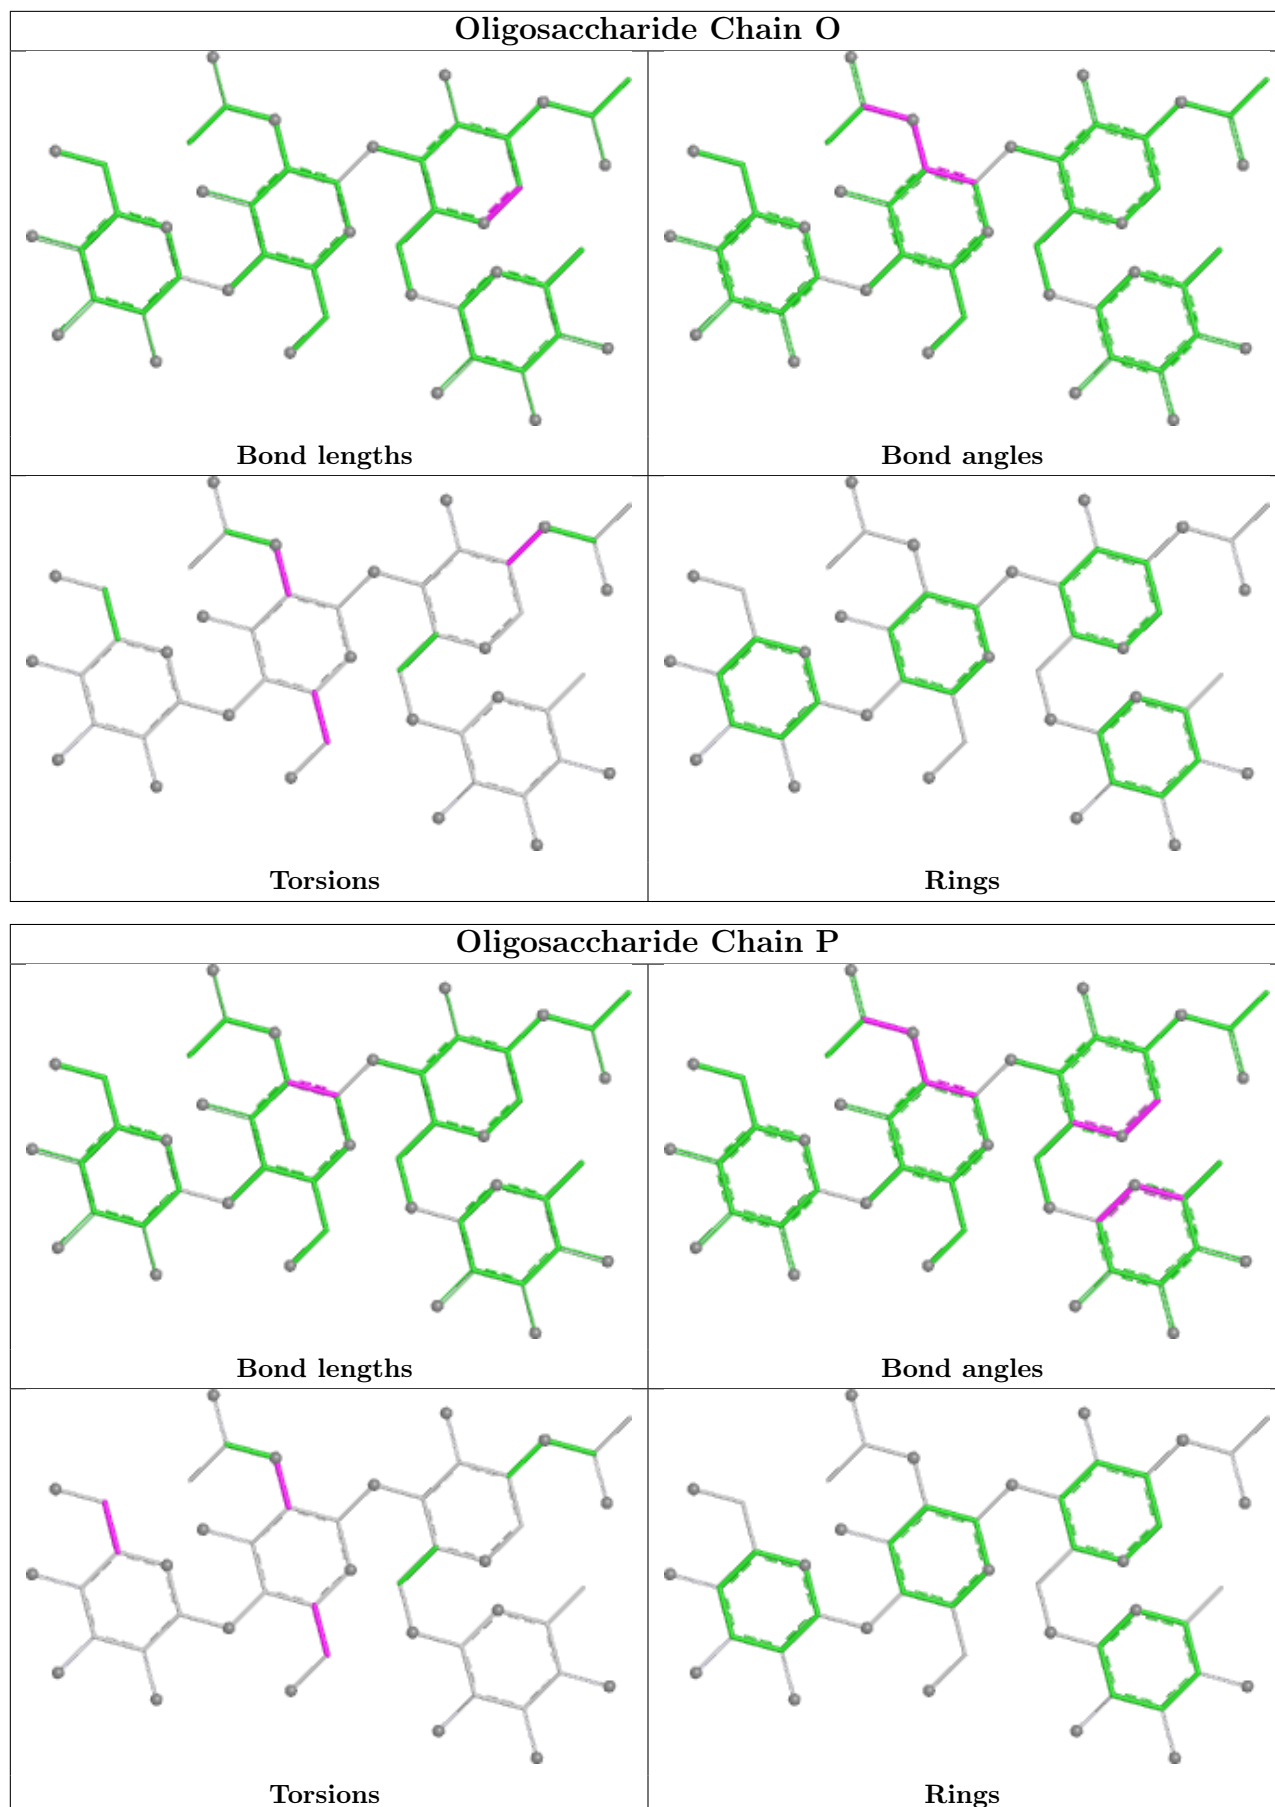 Oligosaccharide Chain O
Bond lengths
Bond angles
Torsions
Rings
Oligosaccharide Chain P
Bond lengths
Bond angles
Torsions
Rings